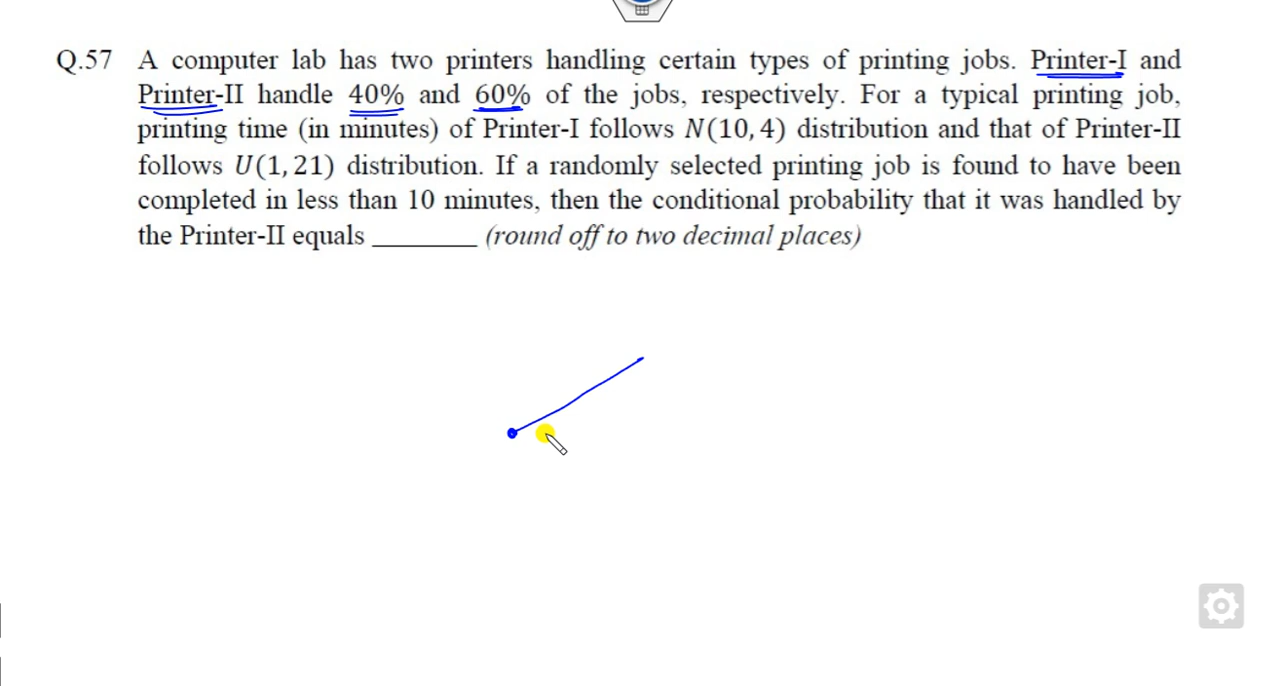 Q.57 A computer lab has two printers handling certain types of printing jobs. Printer-I and
Printer-II handle 40% and 60% of the jobs, respectively. For a typical printing job,
printing time (in minutes) of Printer-I follows N(10, 4) distribution and that of Printer-II
follows U(1, 21) distribution. If a randomly selected printing job is found to have been
completed in less than 10 minutes, then the conditional probability that it was handled by
the Printer-II equals ________ (round off to two decimal places)